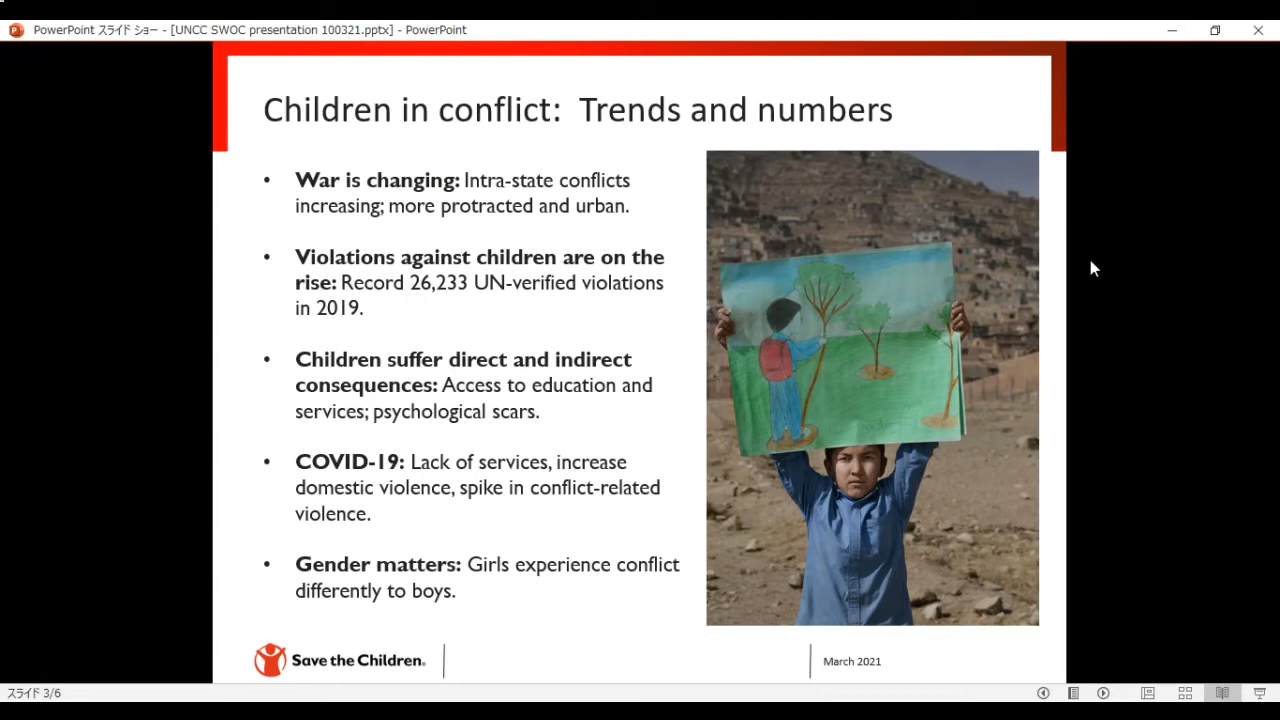 PowerPoint スライド ショー - [UNCC SWOC presentation 100321.pptx] - PowerPoint
Children in conflict:  Trends and numbers
• War is changing: Intra-state conflicts
increasing; more protracted and urban.
• Violations against children are on the
rise: Record 26,233 UN-verified violations
in 2019.
• Children suffer direct and indirect
consequences: Access to education and
services; psychological scars.
• COVID-19: Lack of services, increase
domestic violence, spike in conflict-related
violence.
• Gender matters: Girls experience conflict
differently to boys.
Save the Children.
March 2021
スライド 3/6